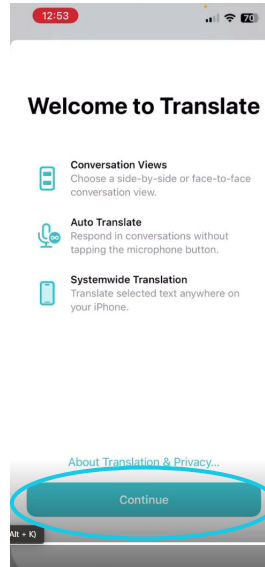 12:53
70
Welcome to Translate
Conversation Views
Choose a side-by-side or face-to-face
conversation view.
Auto Translate
Respond in conversations without
tapping the microphone button.
Systemwide Translation
Translate selected text anywhere on
your iPhone.
About Translation & Privacy...
Continue
Alt + K)